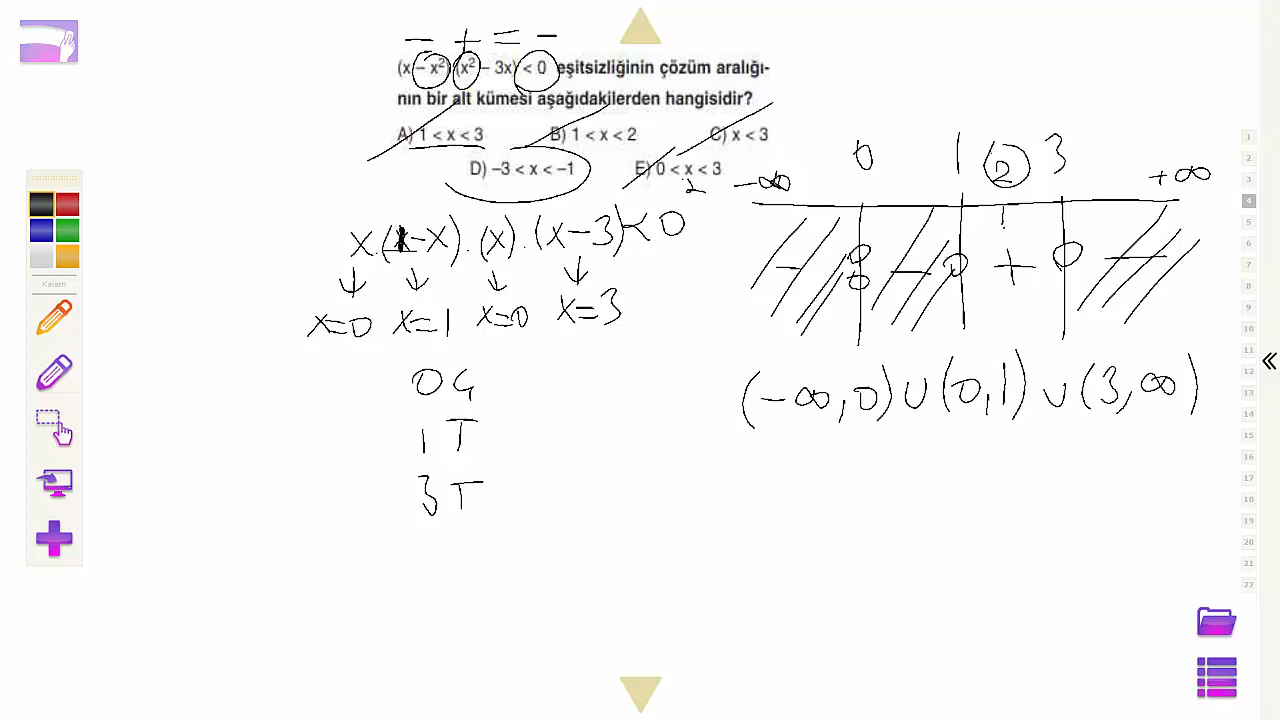 − + = −
(x − x²) (x² − 3x) < 0 eşitsizliğinin çözüm aralığı-
nın bir alt kümesi aşağıdakilerden hangisidir?
A) 1 < x < 3 B) 1 < x < 2 C) x < 3
D) −3 < x < −1 E) 0 < x < 3
x.(1−x).(x).(x−3)<0
x=0 x=1 x=0 x=3
0 Ç
1 T
3 T
0 1 2 3
−∞ +∞
− − + −
(−∞,0) ∪ (0,1) ∪ (3,∞)
Kalem
1
2
3
4
5
6
7
8
9
10
11
12
13
14
15
16
17
18
19
20
21
22